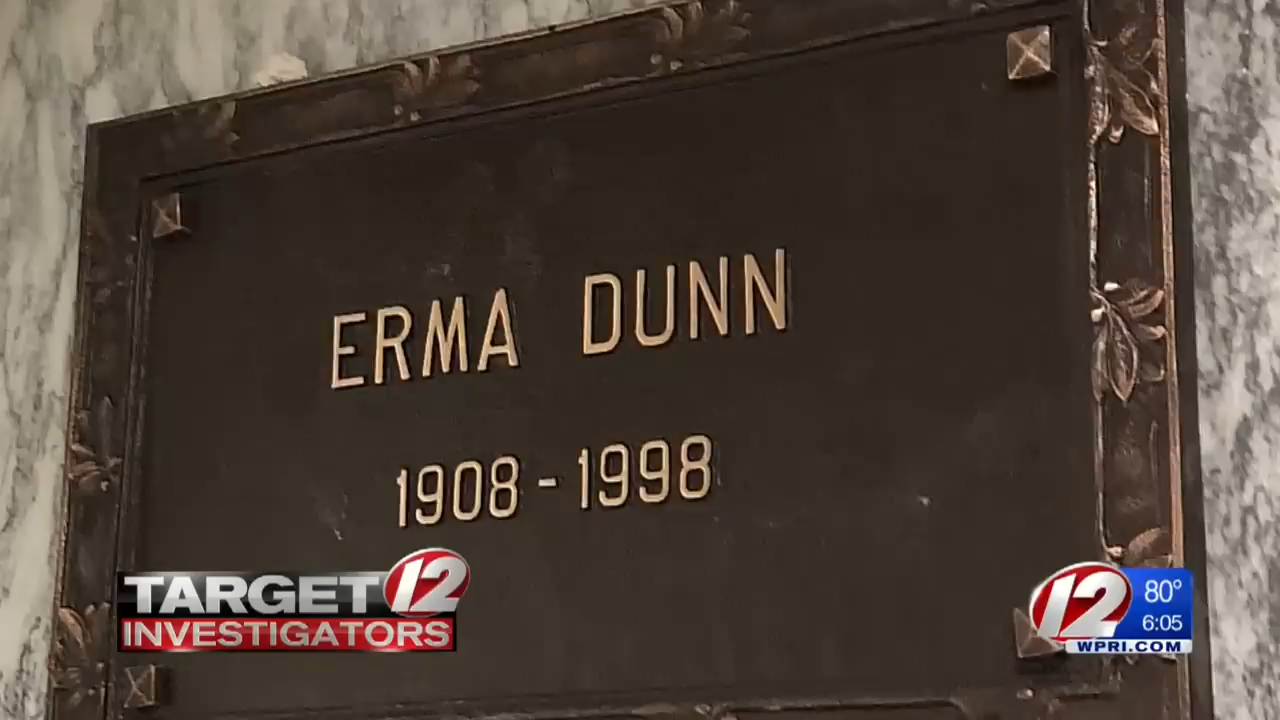 ERMA DUNN
1908-1998
TARGET 12
INVESTIGATORS
12 80°
6:05
WPRI.COM